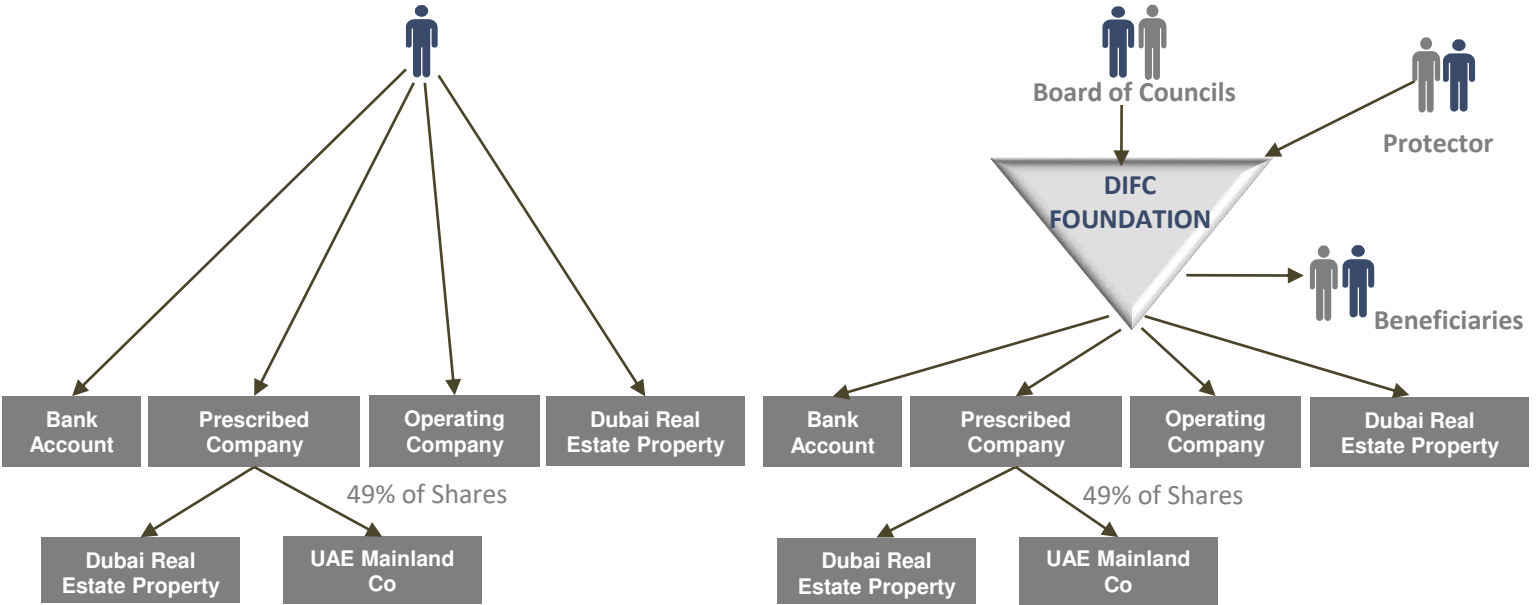 Board of Councils
Protector
DIFC
FOUNDATION
Beneficiaries
Bank
Account
Prescribed
Company
Operating
Company
Dubai Real
Estate Property
49% of Shares
Dubai Real
Estate Property
UAE Mainland
Co
Bank
Account
Prescribed
Company
Operating
Company
Dubai Real
Estate Property
49% of Shares
Dubai Real
Estate Property
UAE Mainland
Co